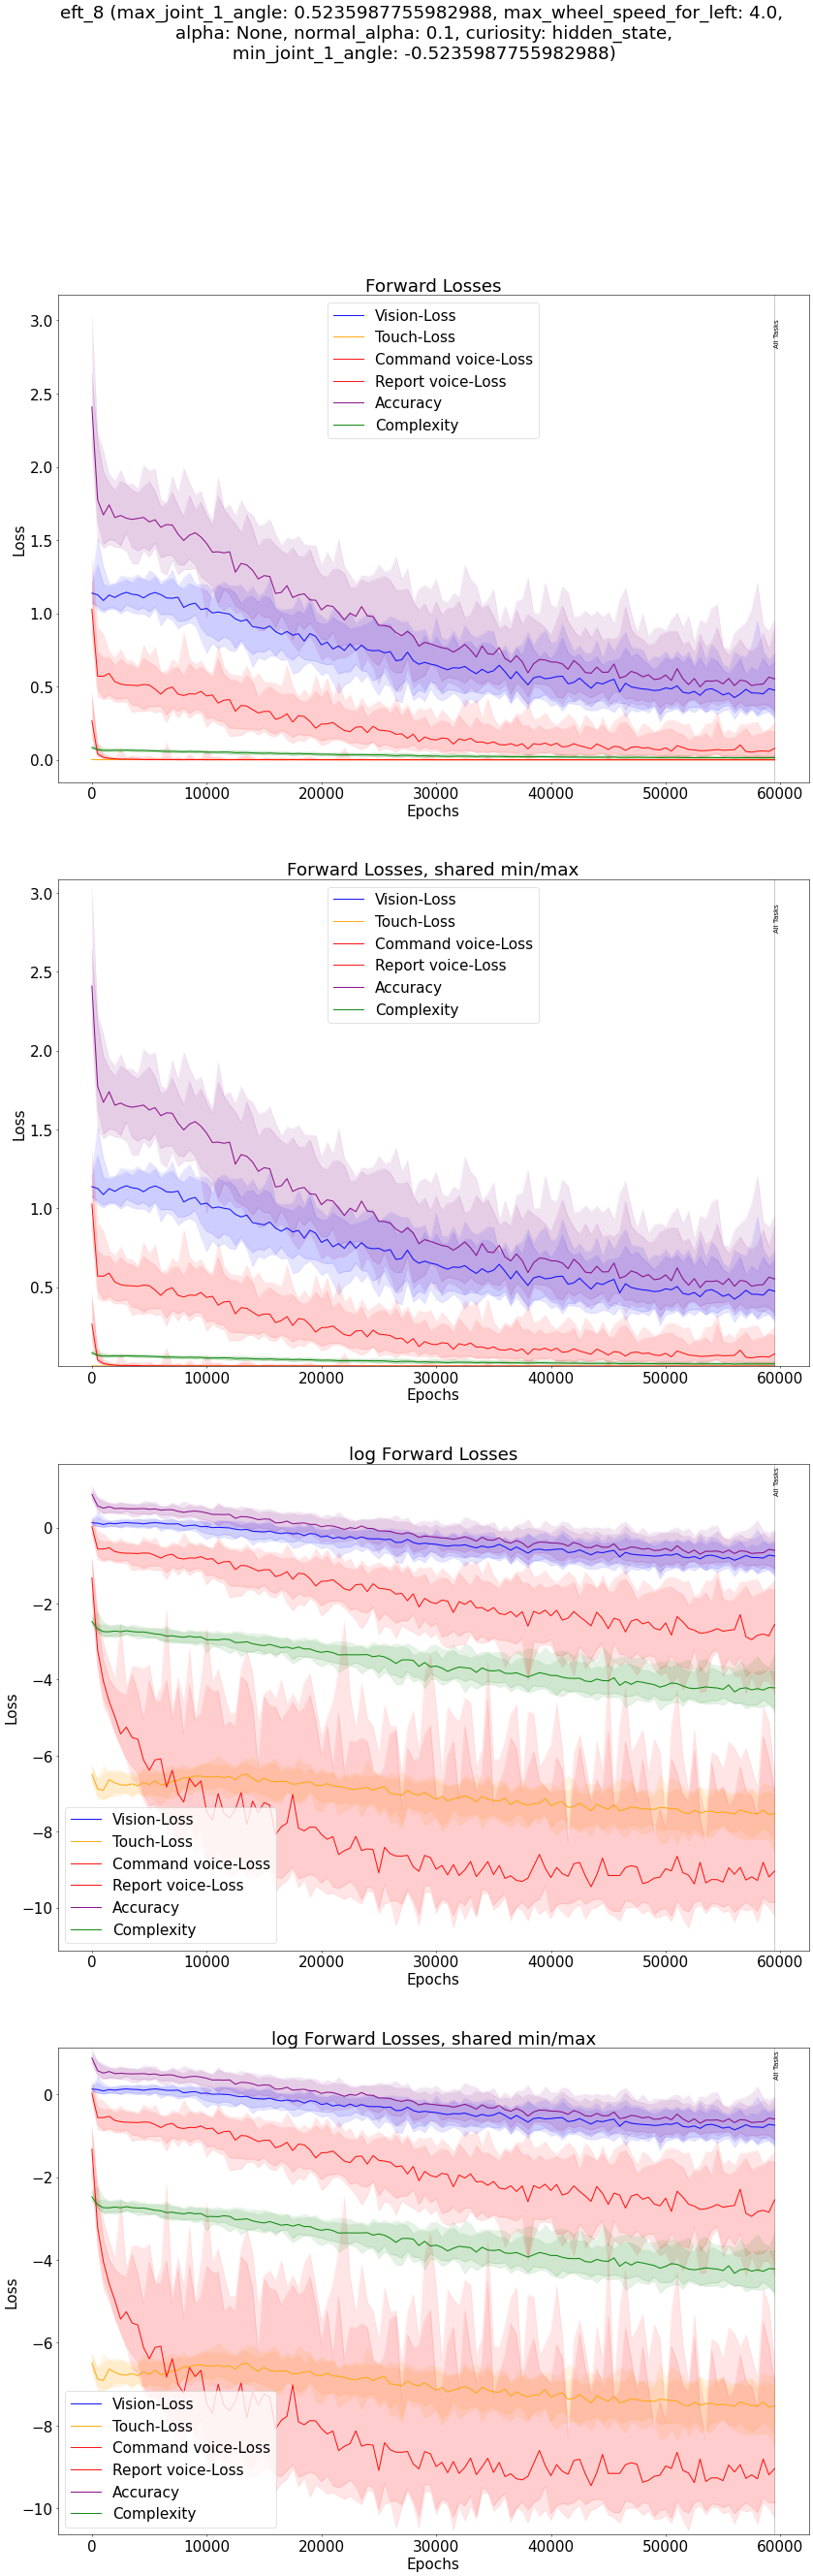 eft_8 (max_joint_1_angle: 0.5235987755982988, max_wheel_speed_for_left: 4.0,
alpha: None, normal_alpha: 0.1, curiosity: hidden_state,
min_joint_1_angle: -0.5235987755982988)
Forward Losses
Vision-Loss
Touch-Loss
Command voice-Loss
Report voice-Loss
Accuracy
Complexity
All Tasks
3.0
2.5
2.0
1.5
1.0
0.5
0.0
Loss
0 10000 20000 30000 40000 50000 60000
Epochs
Forward Losses, shared min/max
Vision-Loss
Touch-Loss
Command voice-Loss
Report voice-Loss
Accuracy
Complexity
All Tasks
3.0
2.5
2.0
1.5
1.0
0.5
Loss
0 10000 20000 30000 40000 50000 60000
Epochs
log Forward Losses
All Tasks
0
−2
−4
−6
−8
−10
Loss
Vision-Loss
Touch-Loss
Command voice-Loss
Report voice-Loss
Accuracy
Complexity
0 10000 20000 30000 40000 50000 60000
Epochs
log Forward Losses, shared min/max
All Tasks
0
−2
−4
−6
−8
−10
Loss
Vision-Loss
Touch-Loss
Command voice-Loss
Report voice-Loss
Accuracy
Complexity
0 10000 20000 30000 40000 50000 60000
Epochs